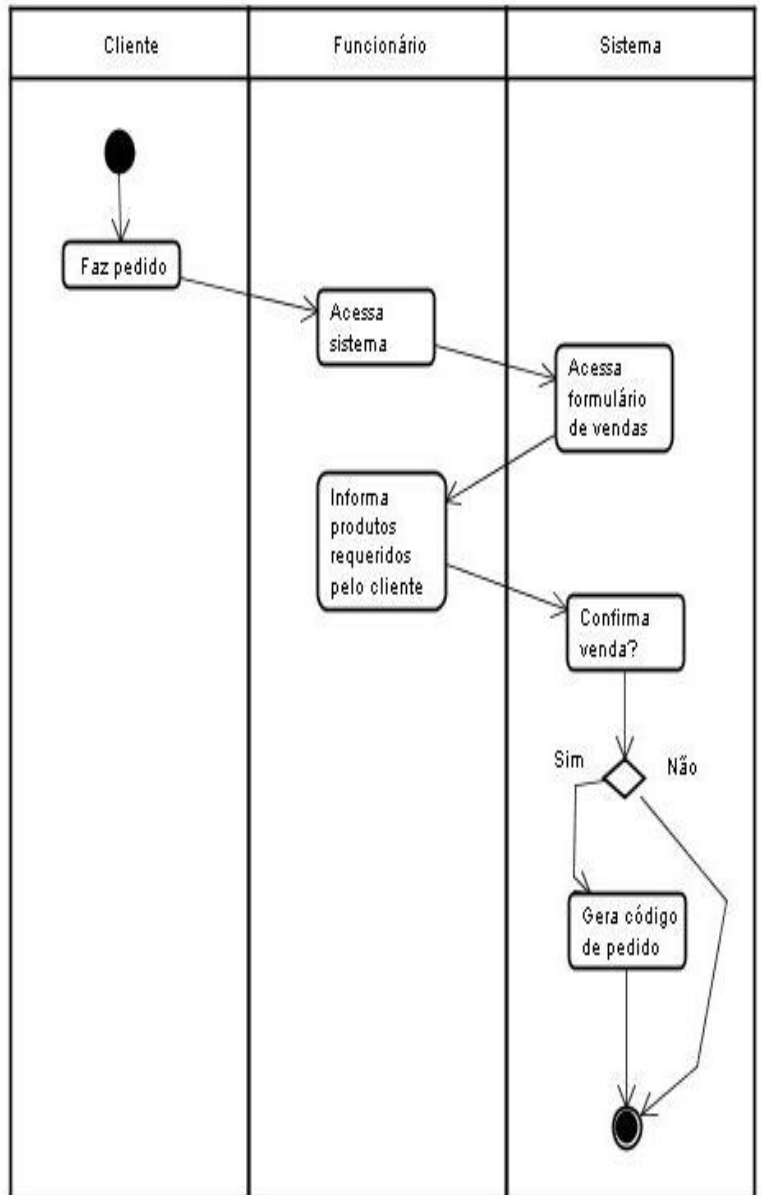 Cliente
Funcionário
Sistema
Faz pedido
Acessa
sistema
Acessa
formulário
de vendas
Informa
produtos
requeridos
pelo cliente
Confirma
venda?
Sim
Não
Gera código
de pedido